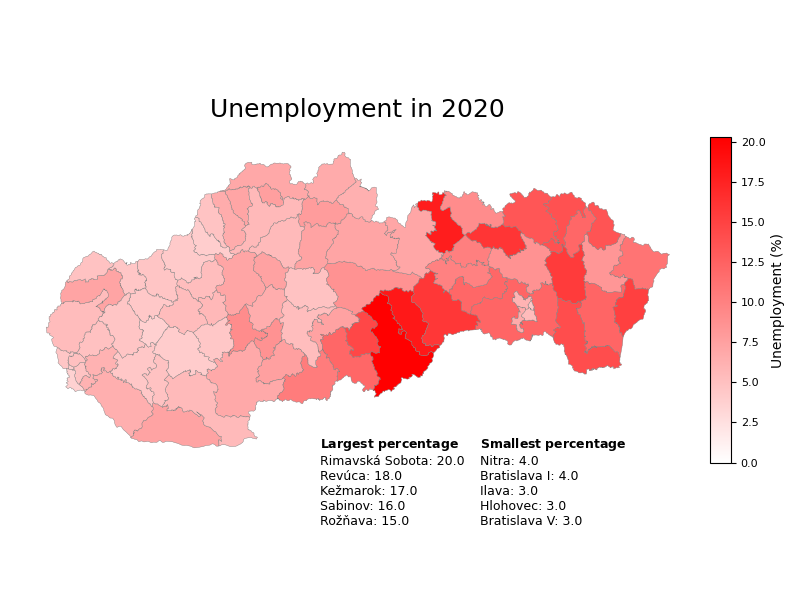 Unemployment in 2020
20.0
17.5
15.0
12.5
10.0
7.5
5.0
2.5
0.0
Unemployment (%)
Largest percentage
Rimavská Sobota: 20.0
Revúca: 18.0
Kežmarok: 17.0
Sabinov: 16.0
Rožňava: 15.0
Smallest percentage
Nitra: 4.0
Bratislava I: 4.0
Ilava: 3.0
Hlohovec: 3.0
Bratislava V: 3.0